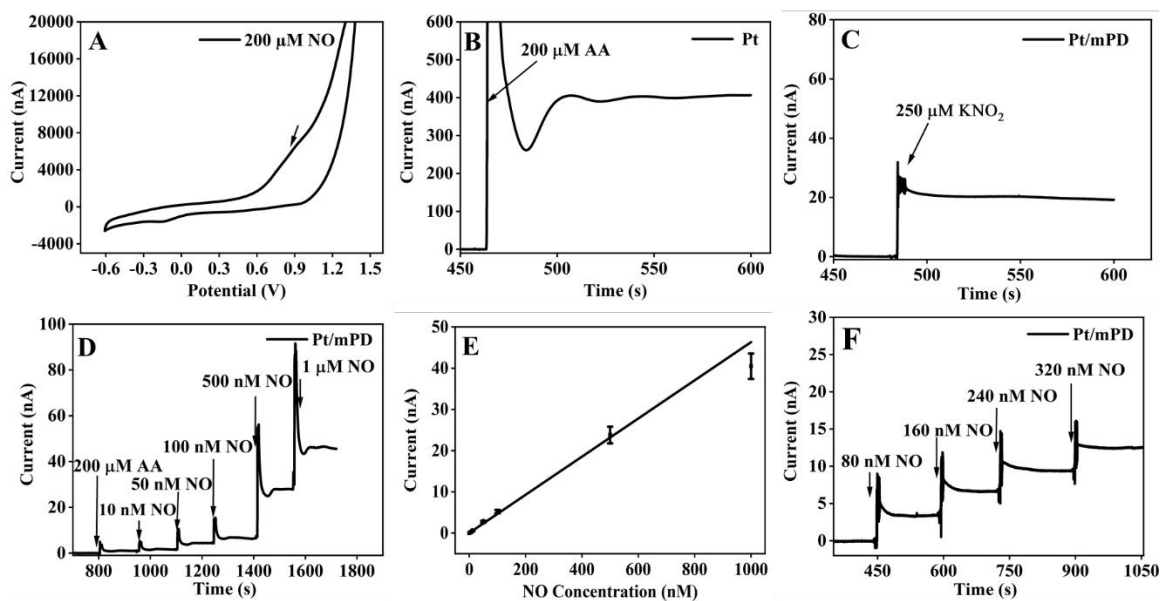 A
200 μM NO
20000
16000
12000
8000
4000
0
-4000
Current (nA)
-0.6 -0.3 0.0 0.3 0.6 0.9 1.2 1.5
Potential (V)
B
Pt
200 μM AA
600
500
400
300
200
100
0
Current (nA)
450 500 550 600
Time (s)
C
Pt/mPD
250 μM KNO₂
80
60
40
20
0
Current (nA)
450 500 550 600
Time (s)
D
Pt/mPD
1 μM NO
500 nM NO
100 nM NO
200 μM AA
50 nM NO
10 nM NO
100
80
60
40
20
0
Current (nA)
800 1000 1200 1400 1600 1800
Time (s)
E
50
40
30
20
10
0
Current (nA)
0 200 400 600 800 1000
NO Concentration (nM)
F
Pt/mPD
320 nM NO
240 nM NO
160 nM NO
80 nM NO
30
25
20
15
10
5
0
Current (nA)
450 600 750 900 1050
Time (s)